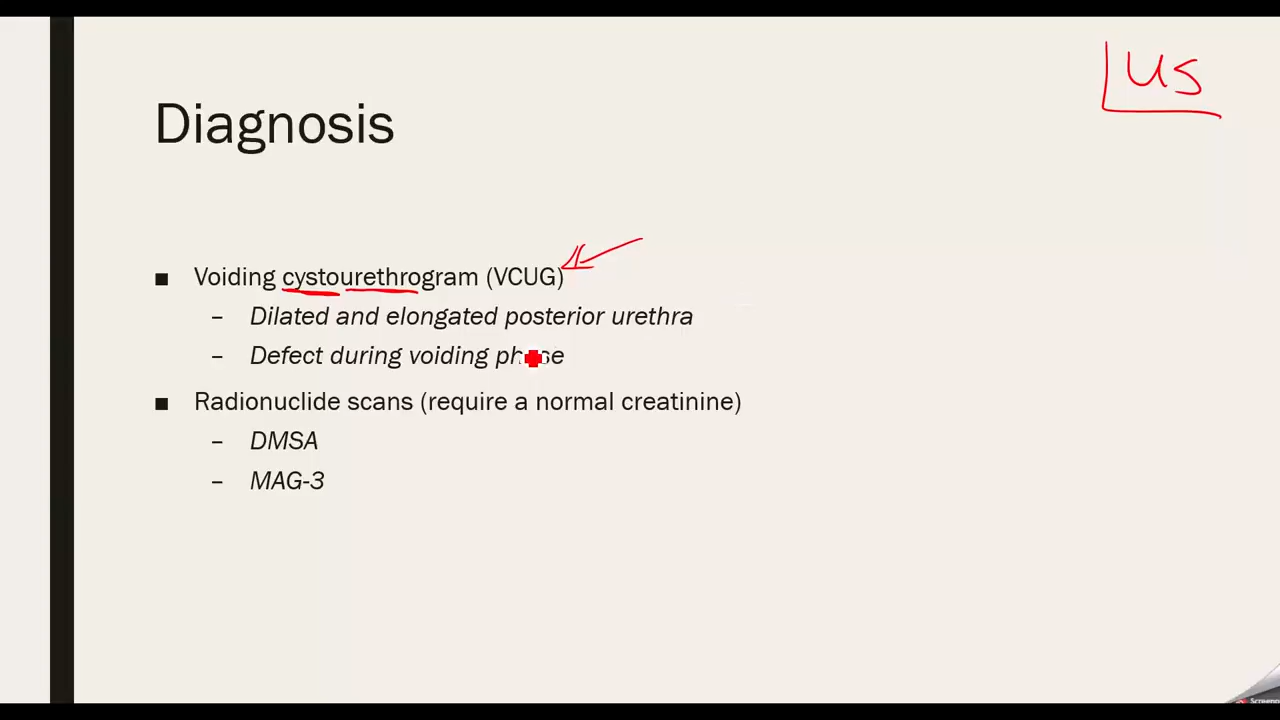 US
Diagnosis
■ Voiding cystourethrogram (VCUG)
– Dilated and elongated posterior urethra
– Defect during voiding phase
■ Radionuclide scans (require a normal creatinine)
– DMSA
– MAG-3